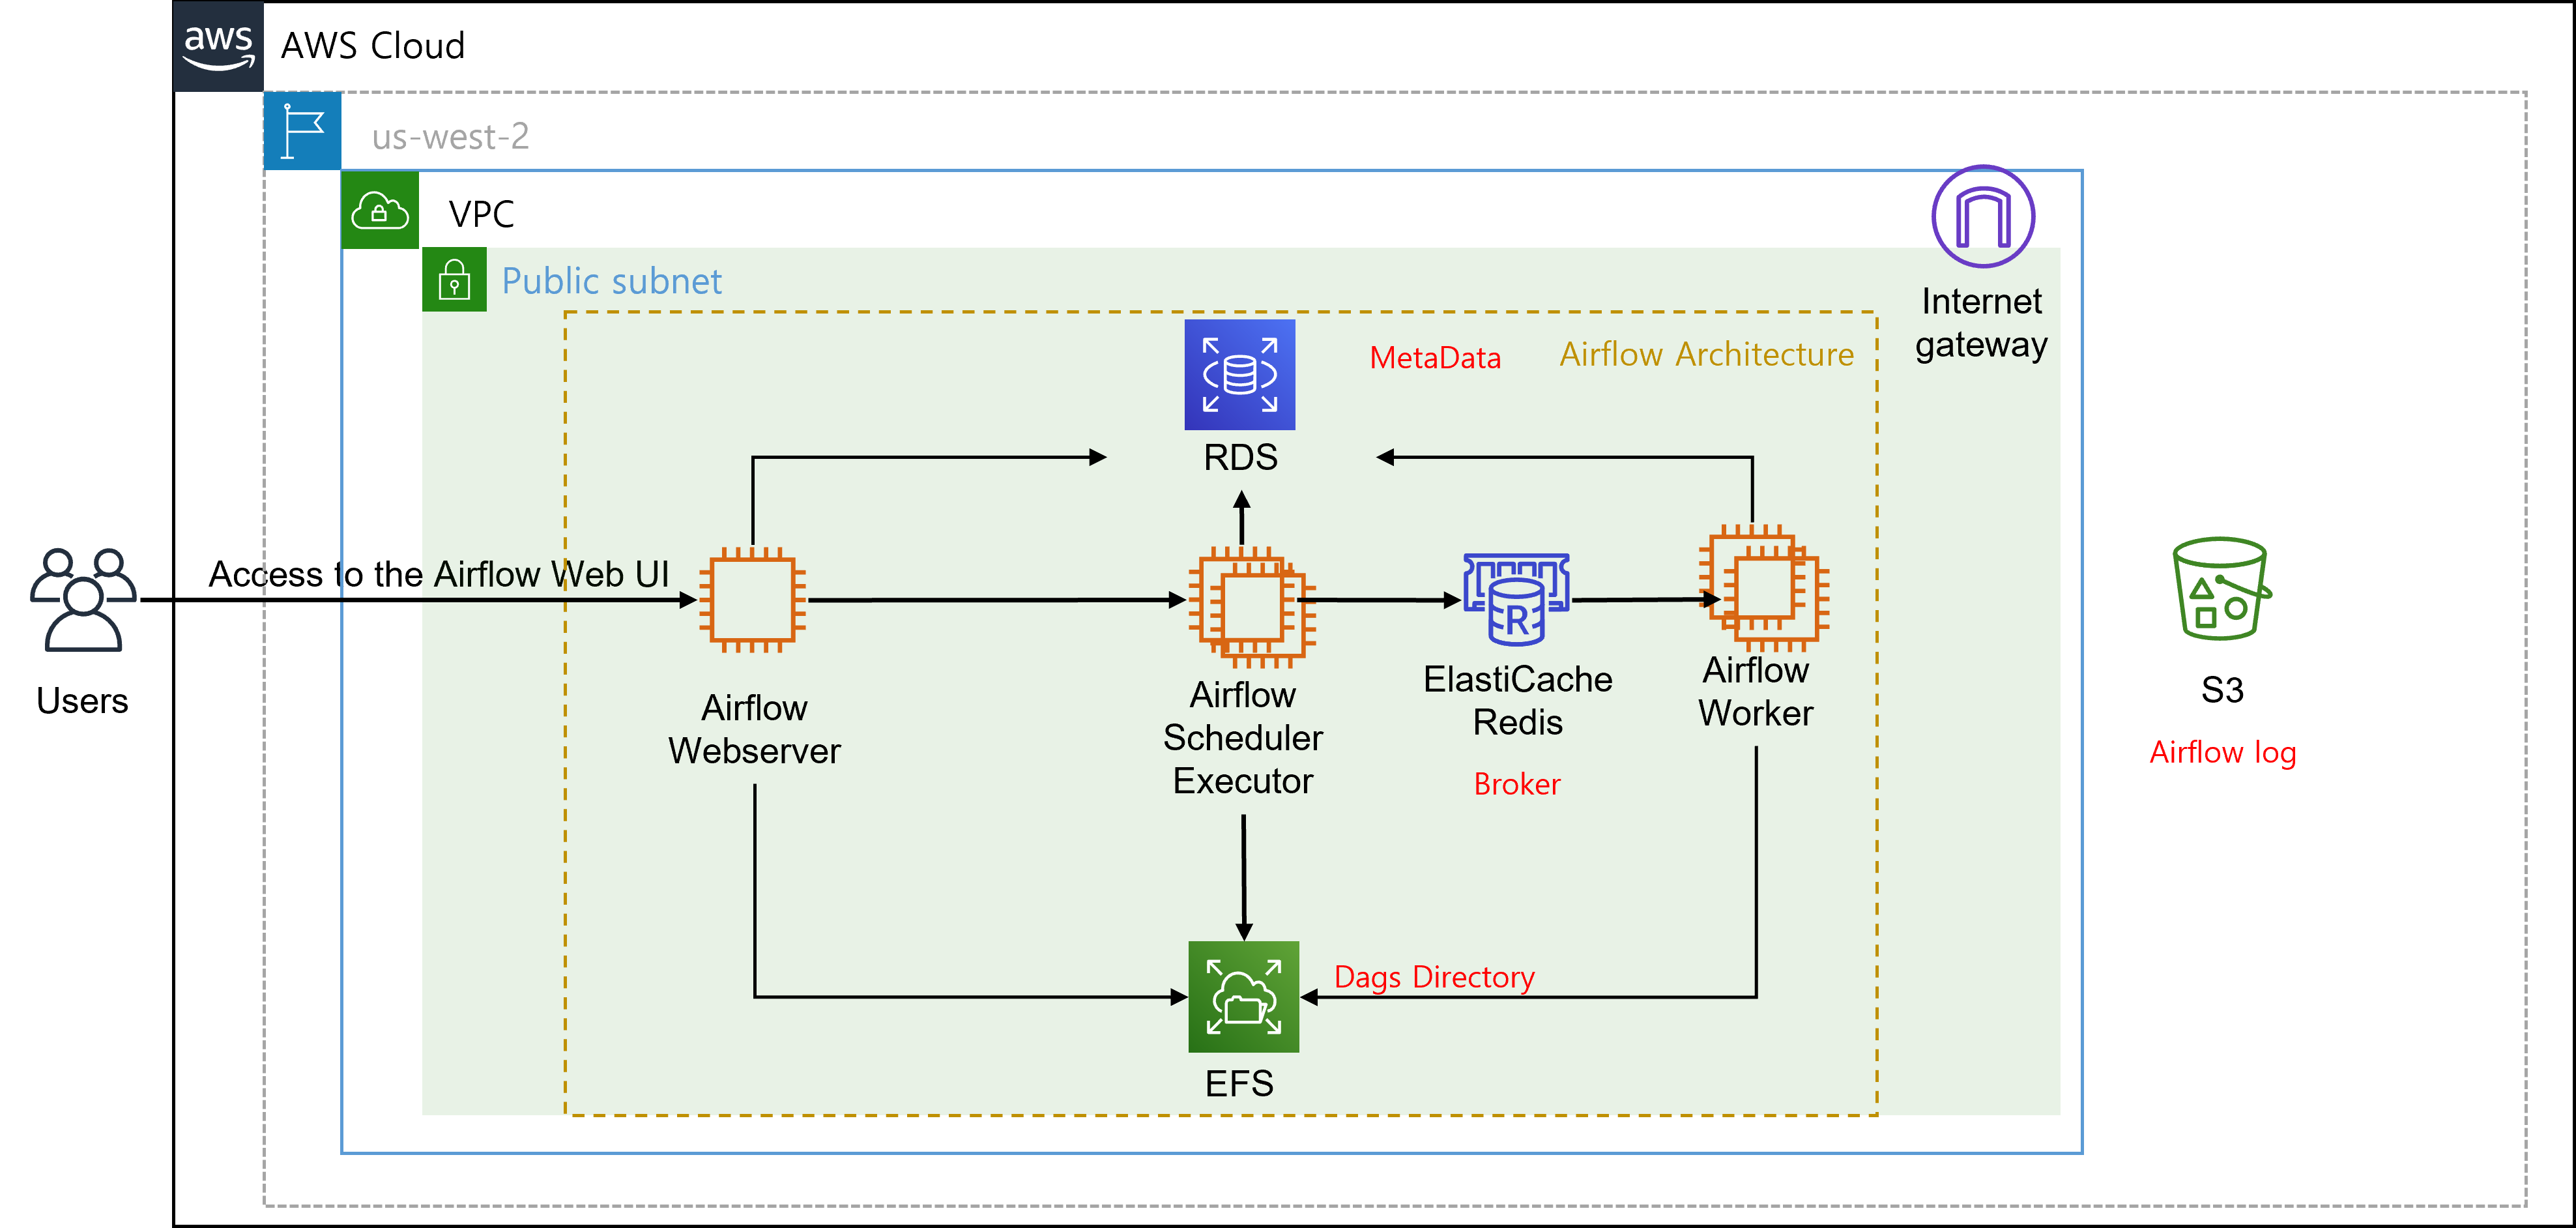 aws
AWS Cloud
us-west-2
VPC
Public subnet
Internet
gateway
MetaData
Airflow Architecture
RDS
Access to the Airflow Web UI
Users
Airflow
Webserver
Airflow
Scheduler
Executor
R
ElastiCache
Redis
Broker
Airflow
Worker
S3
Airflow log
Dags Directory
EFS